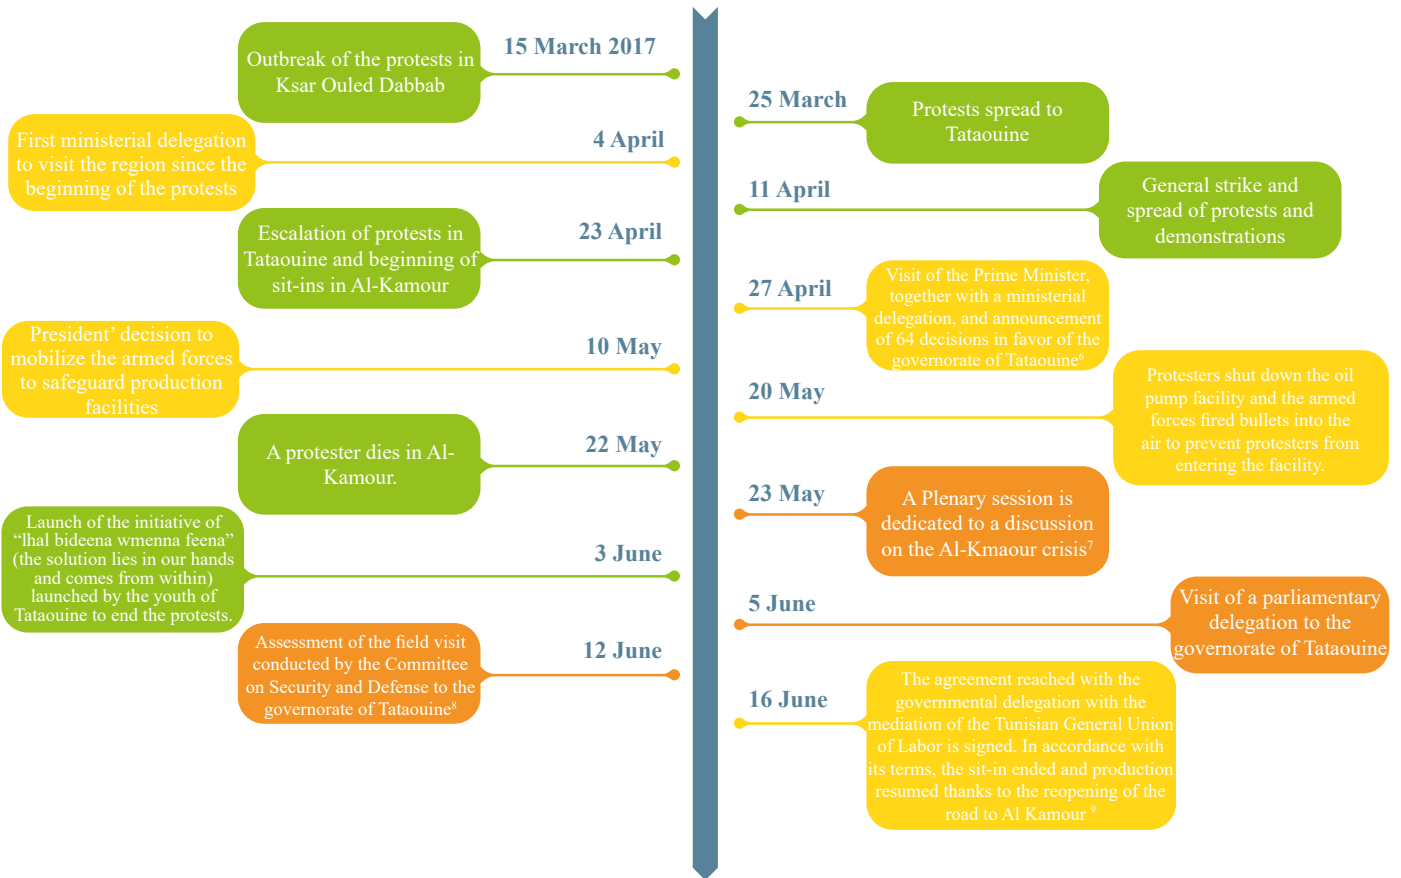 15 March 2017
Outbreak of the protests in
Ksar Ouled Dabbab
25 March
Protests spread to
Tataouine
4 April
First ministerial delegation
to visit the region since the
beginning of the protests
11 April
General strike and
spread of protests and
demonstrations
23 April
Escalation of protests in
Tataouine and beginning of
sit-ins in Al-Kamour
27 April
Visit of the Prime Minister,
together with a ministerial
delegation, and announcement
of 64 decisions in favor of the
governorate of Tataouine⁶
10 May
President’ decision to
mobilize the armed forces
to safeguard production
facilities
20 May
Protesters shut down the oil
pump facility and the armed
forces fired bullets into the
air to prevent protesters from
entering the facility.
22 May
A protester dies in Al-
Kamour.
23 May
A Plenary session is
dedicated to a discussion
on the Al-Kmaour crisis⁷
3 June
Launch of the initiative of
“lhal bideena wmenna feena”
(the solution lies in our hands
and comes from within)
launched by the youth of
Tataouine to end the protests.
5 June
Visit of a parliamentary
delegation to the
governorate of Tataouine
12 June
Assessment of the field visit
conducted by the Committee
on Security and Defense to the
governorate of Tataouine⁸
16 June
The agreement reached with the
governmental delegation with the
mediation of the Tunisian General Union
of Labor is signed. In accordance with
its terms, the sit-in ended and production
resumed thanks to the reopening of the
road to Al Kamour ⁹